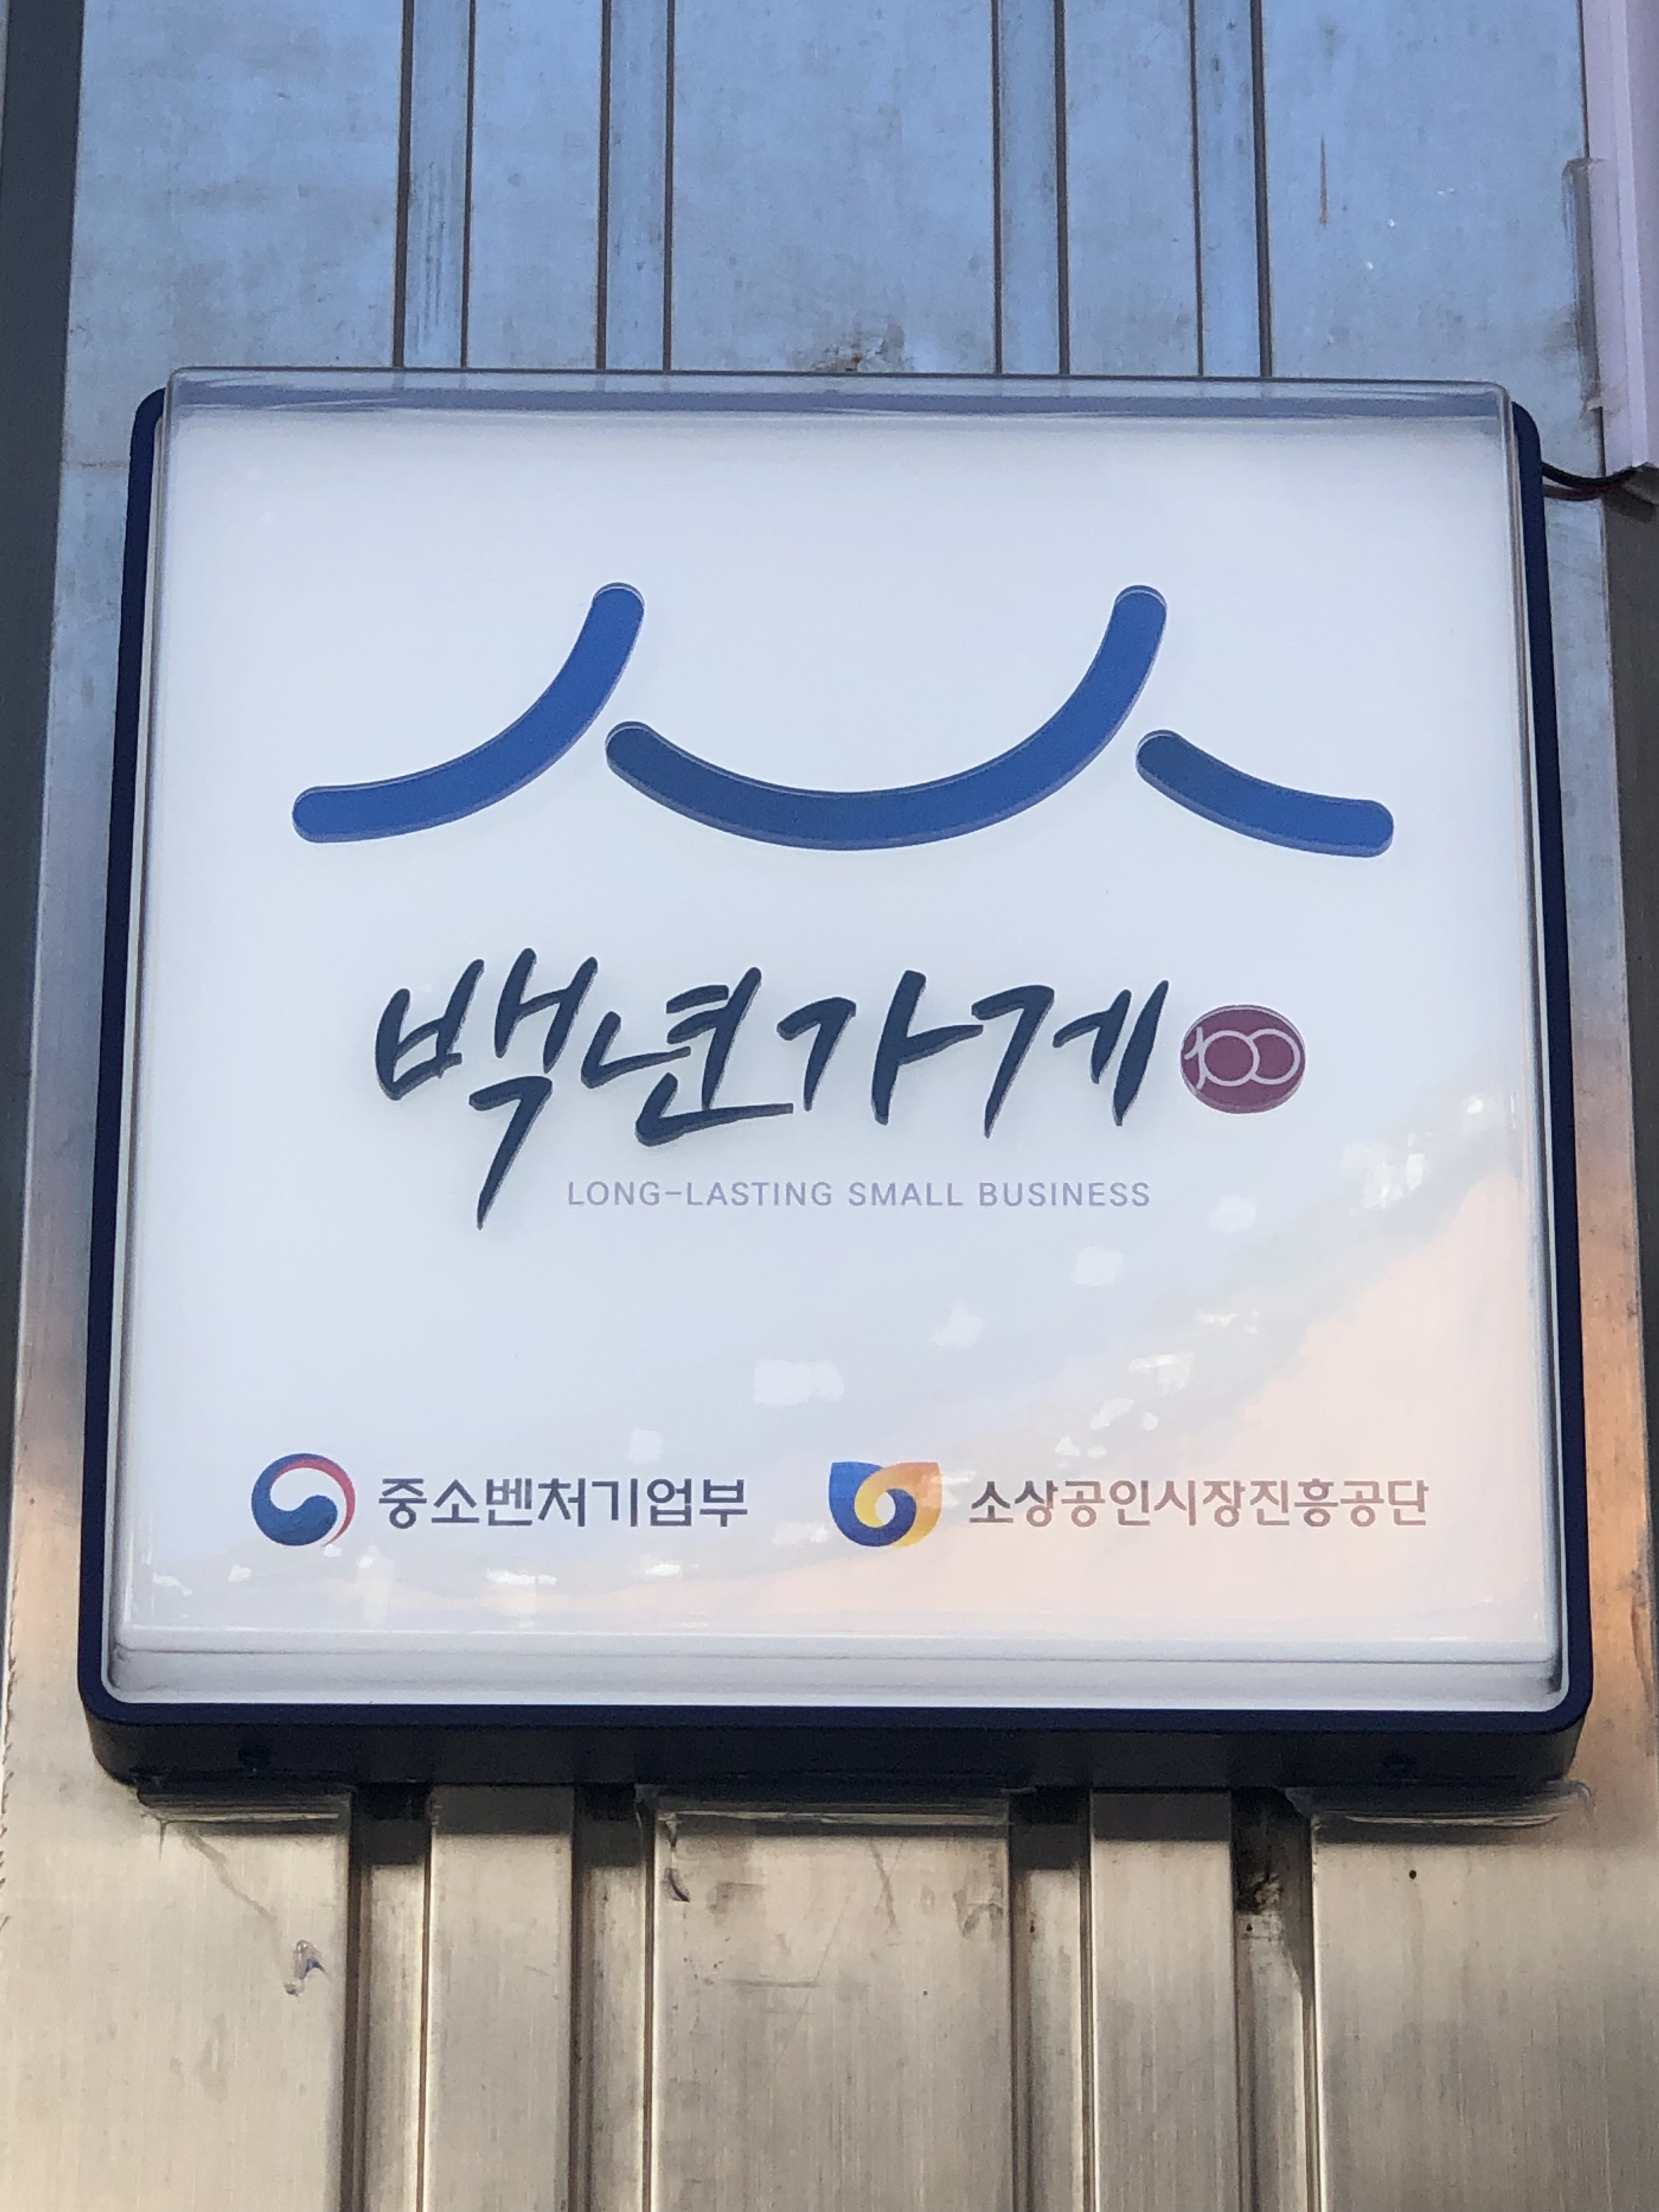 백년가게 100
LONG-LASTING SMALL BUSINESS
중소벤처기업부 소상공인시장진흥공단